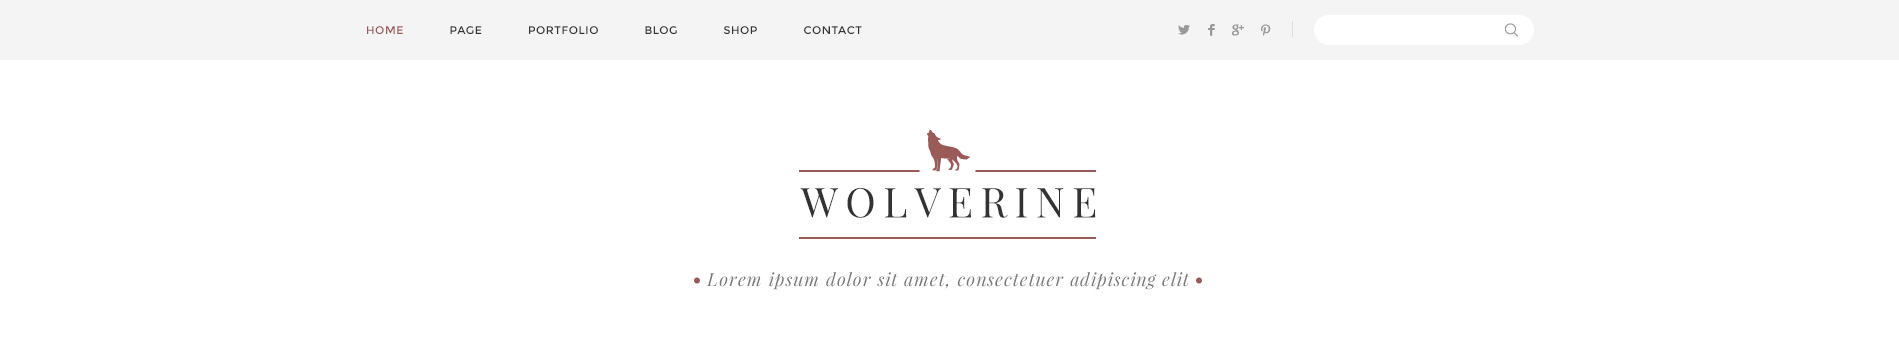 HOME PAGE PORTFOLIO BLOG SHOP CONTACT
WOLVERINE
• Lorem ipsum dolor sit amet, consectetuer adipiscing elit •